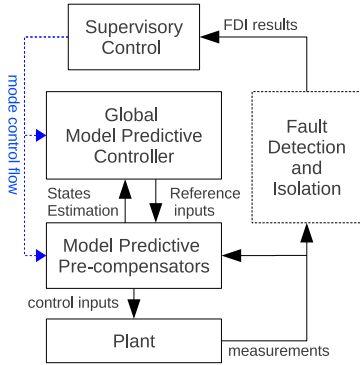 Supervisory
Control
FDI results
mode control flow
Global
Model Predictive
Controller
Fault
Detection
and
Isolation
States
Estimation
Reference
inputs
Model Predictive
Pre-compensators
control inputs
Plant
measurements